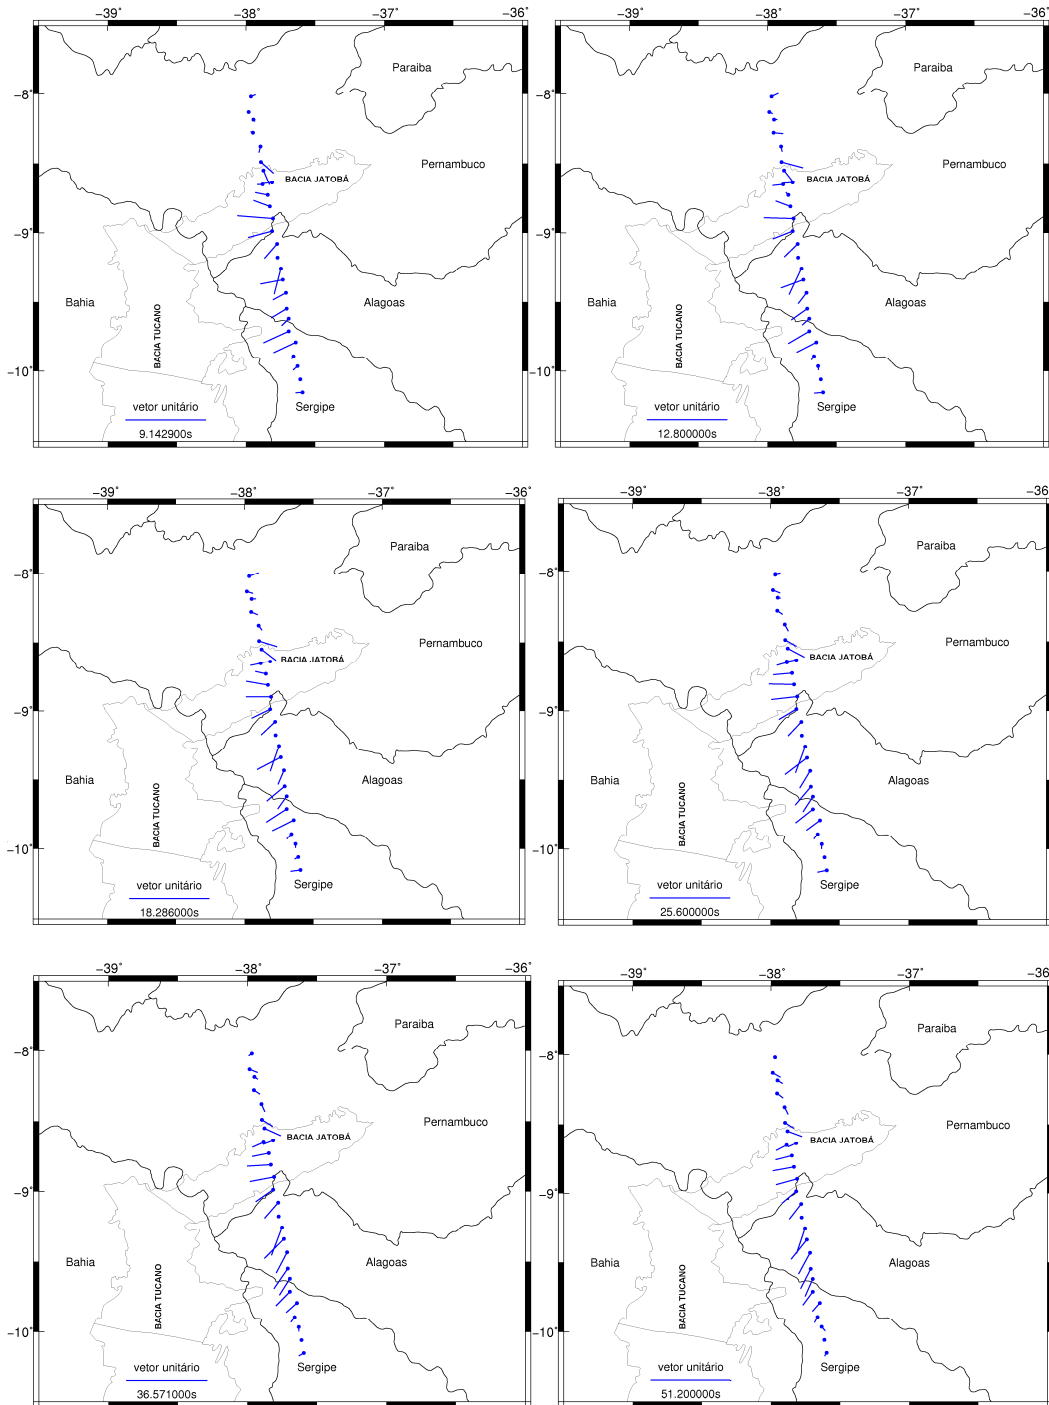 −39˚ −38˚ −37˚ −36˚
−8˚
−9˚
−10˚
Paraiba
Pernambuco
BACIA JATOBÁ
Bahia
BACIA TUCANO
Alagoas
Sergipe
vetor unitário
9.142900s
−39˚ −38˚ −37˚ −36˚
−8˚
−9˚
−10˚
Paraiba
Pernambuco
BACIA JATOBÁ
Bahia
BACIA TUCANO
Alagoas
Sergipe
vetor unitário
12.800000s
−39˚ −38˚ −37˚ −36˚
−8˚
−9˚
−10˚
Paraiba
Pernambuco
BACIA JATOBÁ
Bahia
BACIA TUCANO
Alagoas
Sergipe
vetor unitário
18.286000s
−39˚ −38˚ −37˚ −36˚
−8˚
−9˚
−10˚
Paraiba
Pernambuco
BACIA JATOBÁ
Bahia
BACIA TUCANO
Alagoas
Sergipe
vetor unitário
25.600000s
−39˚ −38˚ −37˚ −36˚
−8˚
−9˚
−10˚
Paraiba
Pernambuco
BACIA JATOBÁ
Bahia
BACIA TUCANO
Alagoas
Sergipe
vetor unitário
36.571000s
−39˚ −38˚ −37˚ −36˚
−8˚
−9˚
−10˚
Paraiba
Pernambuco
BACIA JATOBÁ
Bahia
BACIA TUCANO
Alagoas
Sergipe
vetor unitário
51.200000s